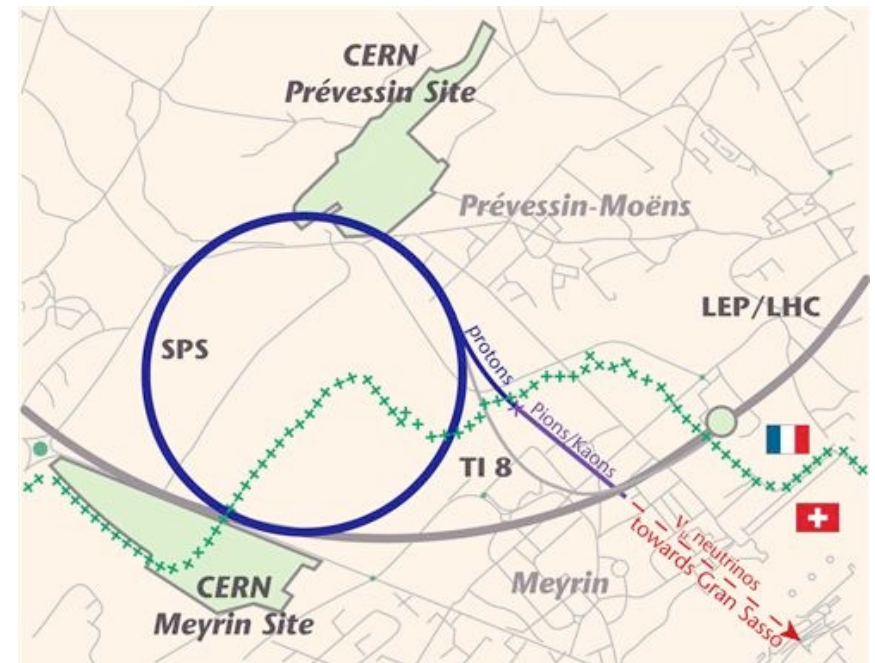 CERN
Prévessin Site
Prévessin-Moëns
LEP/LHC
SPS
protons
Pions/Kaons
TI 8
Vμ neutrinos
towards Gran Sasso
Meyrin
CERN
Meyrin Site